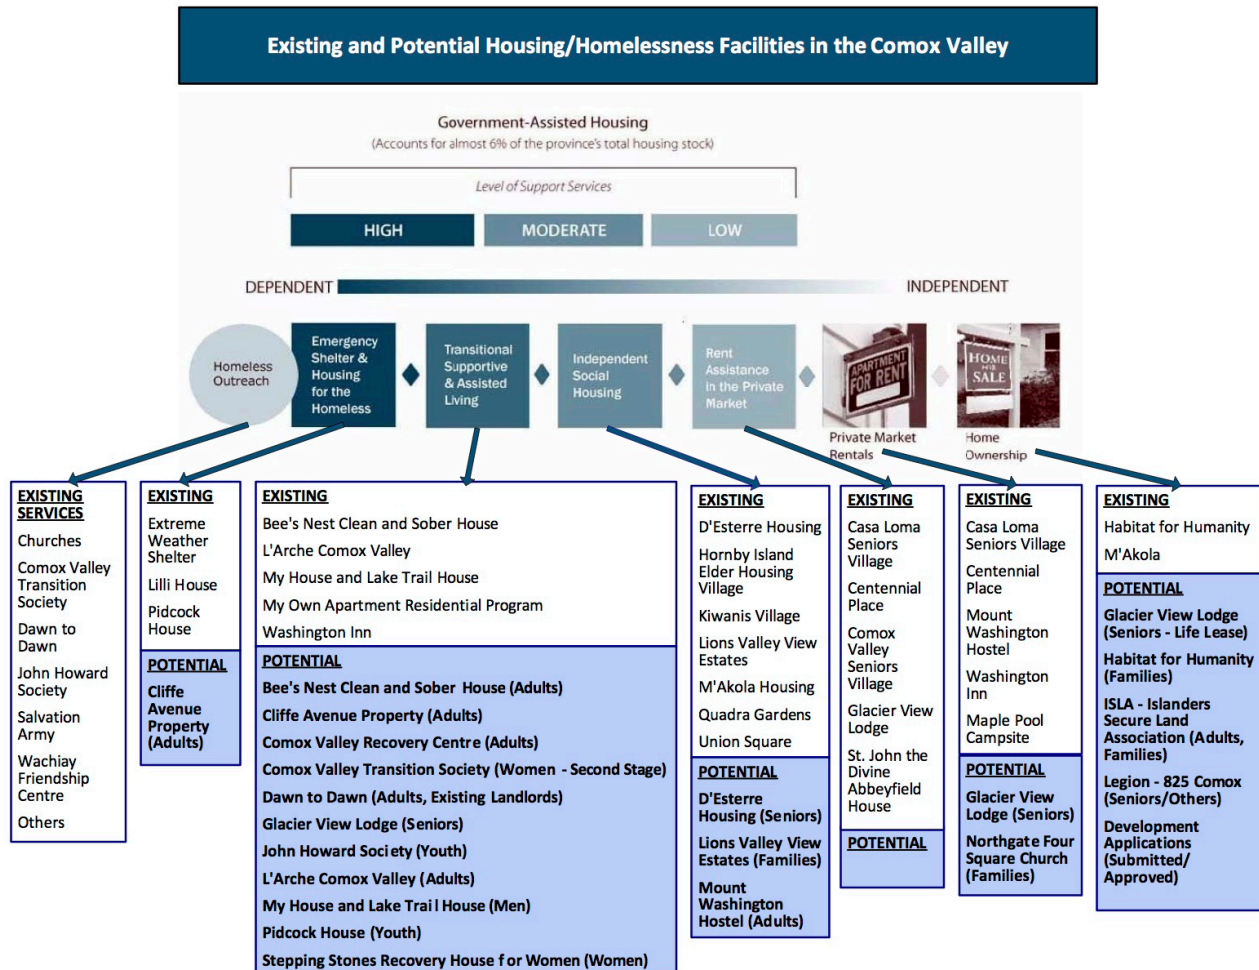 Existing and Potential Housing/Homelessness Facilities in the Comox Valley
Government-Assisted Housing
(Accounts for almost 6% of the province's total housing stock)
Level of Support Services
HIGH
MODERATE
LOW
DEPENDENT
INDEPENDENT
Homeless
Outreach
Emergency
Shelter &
Housing
for the
Homeless
Transitional
Supportive
& Assisted
Living
Independent
Social
Housing
Rent
Assistance
in the Private
Market
APARTMENT
FOR RENT
Private Market
Rentals
HOME
FOR
SALE
Home
Ownership
EXISTING
SERVICES
Churches
Comox Valley
Transition
Society
Dawn to
Dawn
John Howard
Society
Salvation
Army
Wachiay
Friendship
Centre
Others
EXISTING
Extreme
Weather
Shelter
Lilli House
Pidcock
House
POTENTIAL
Cliffe
Avenue
Property
(Adults)
EXISTING
Bee's Nest Clean and Sober House
L'Arche Comox Valley
My House and Lake Trail House
My Own Apartment Residential Program
Washington Inn
POTENTIAL
Bee's Nest Clean and Sober House (Adults)
Cliffe Avenue Property (Adults)
Comox Valley Recovery Centre (Adults)
Comox Valley Transition Society (Women - Second Stage)
Dawn to Dawn (Adults, Existing Landlords)
Glacier View Lodge (Seniors)
John Howard Society (Youth)
L'Arche Comox Valley (Adults)
My House and Lake Trail House (Men)
Pidcock House (Youth)
Stepping Stones Recovery House for Women (Women)
EXISTING
D'Esterre Housing
Hornby Island
Elder Housing
Village
Kiwanis Village
Lions Valley View
Estates
M'Akola Housing
Quadra Gardens
Union Square
POTENTIAL
D'Esterre
Housing (Seniors)
Lions Valley View
Estates (Families)
Mount
Washington
Hostel (Adults)
EXISTING
Casa Loma
Seniors
Village
Centennial
Place
Comox
Valley
Seniors
Village
Glacier View
Lodge
St. John the
Divine
Abbeyfield
House
POTENTIAL
EXISTING
Casa Loma
Seniors Village
Centennial
Place
Mount
Washington
Hostel
Washington
Inn
Maple Pool
Campsite
POTENTIAL
Glacier View
Lodge (Seniors)
Northgate Four
Square Church
(Families)
EXISTING
Habitat for Humanity
M'Akola
POTENTIAL
Glacier View Lodge
(Seniors - Life Lease)
Habitat for Humanity
(Families)
ISLA - Islanders
Secure Land
Association (Adults,
Families)
Legion - 825 Comox
(Seniors/Others)
Development
Applications
(Submitted/
Approved)